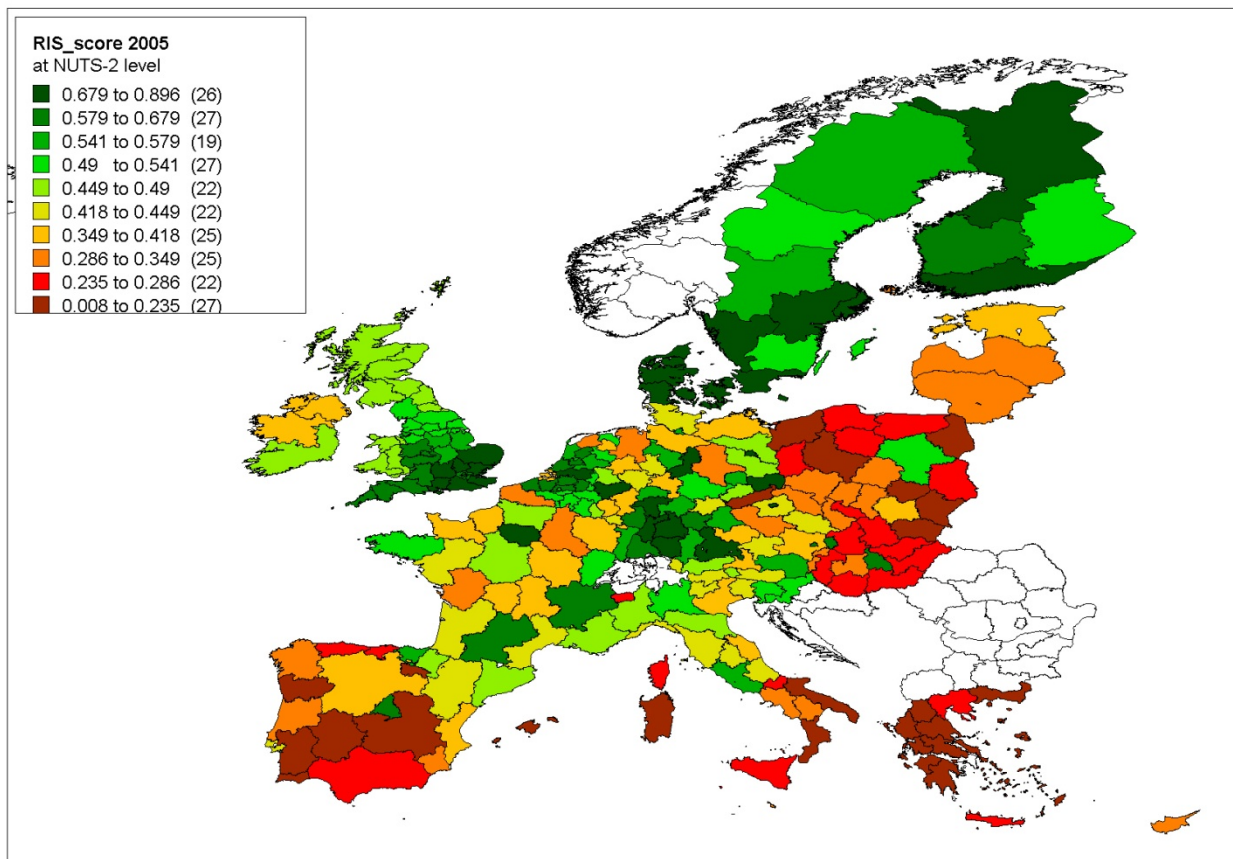 RIS_score 2005
at NUTS-2 level
0.679 to 0.896 (26)
0.579 to 0.679 (27)
0.541 to 0.579 (19)
0.49 to 0.541 (27)
0.449 to 0.49 (22)
0.418 to 0.449 (22)
0.349 to 0.418 (25)
0.286 to 0.349 (25)
0.235 to 0.286 (22)
0.008 to 0.235 (27)